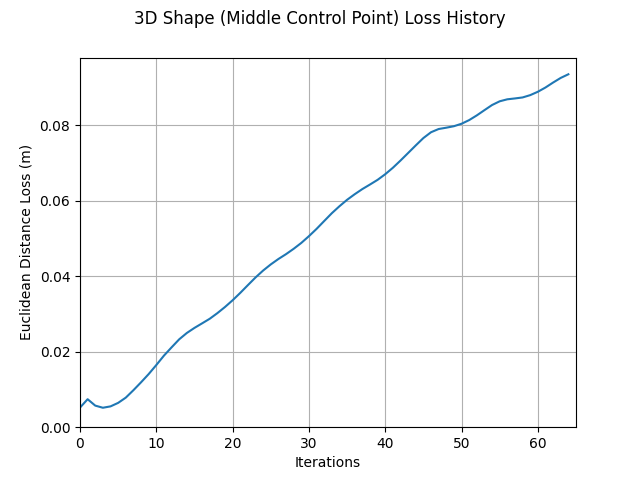 3D Shape (Middle Control Point) Loss History
Euclidean Distance Loss (m)
0.08
0.06
0.04
0.02
0.00
0 10 20 30 40 50 60
Iterations